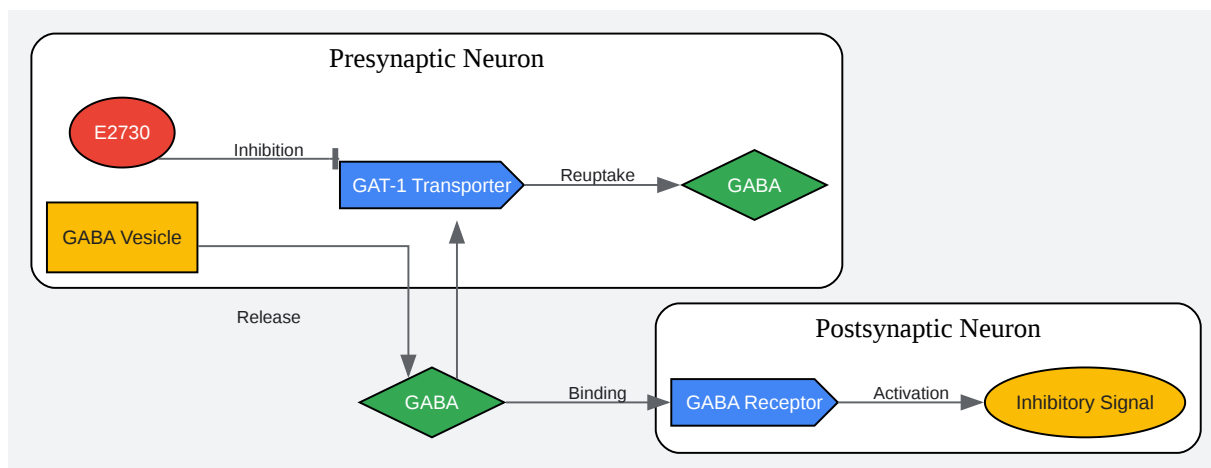 Presynaptic Neuron
E2730
Inhibition
GAT-1 Transporter
Reuptake
GABA
GABA Vesicle
Release
Postsynaptic Neuron
GABA
Binding
GABA Receptor
Activation
Inhibitory Signal